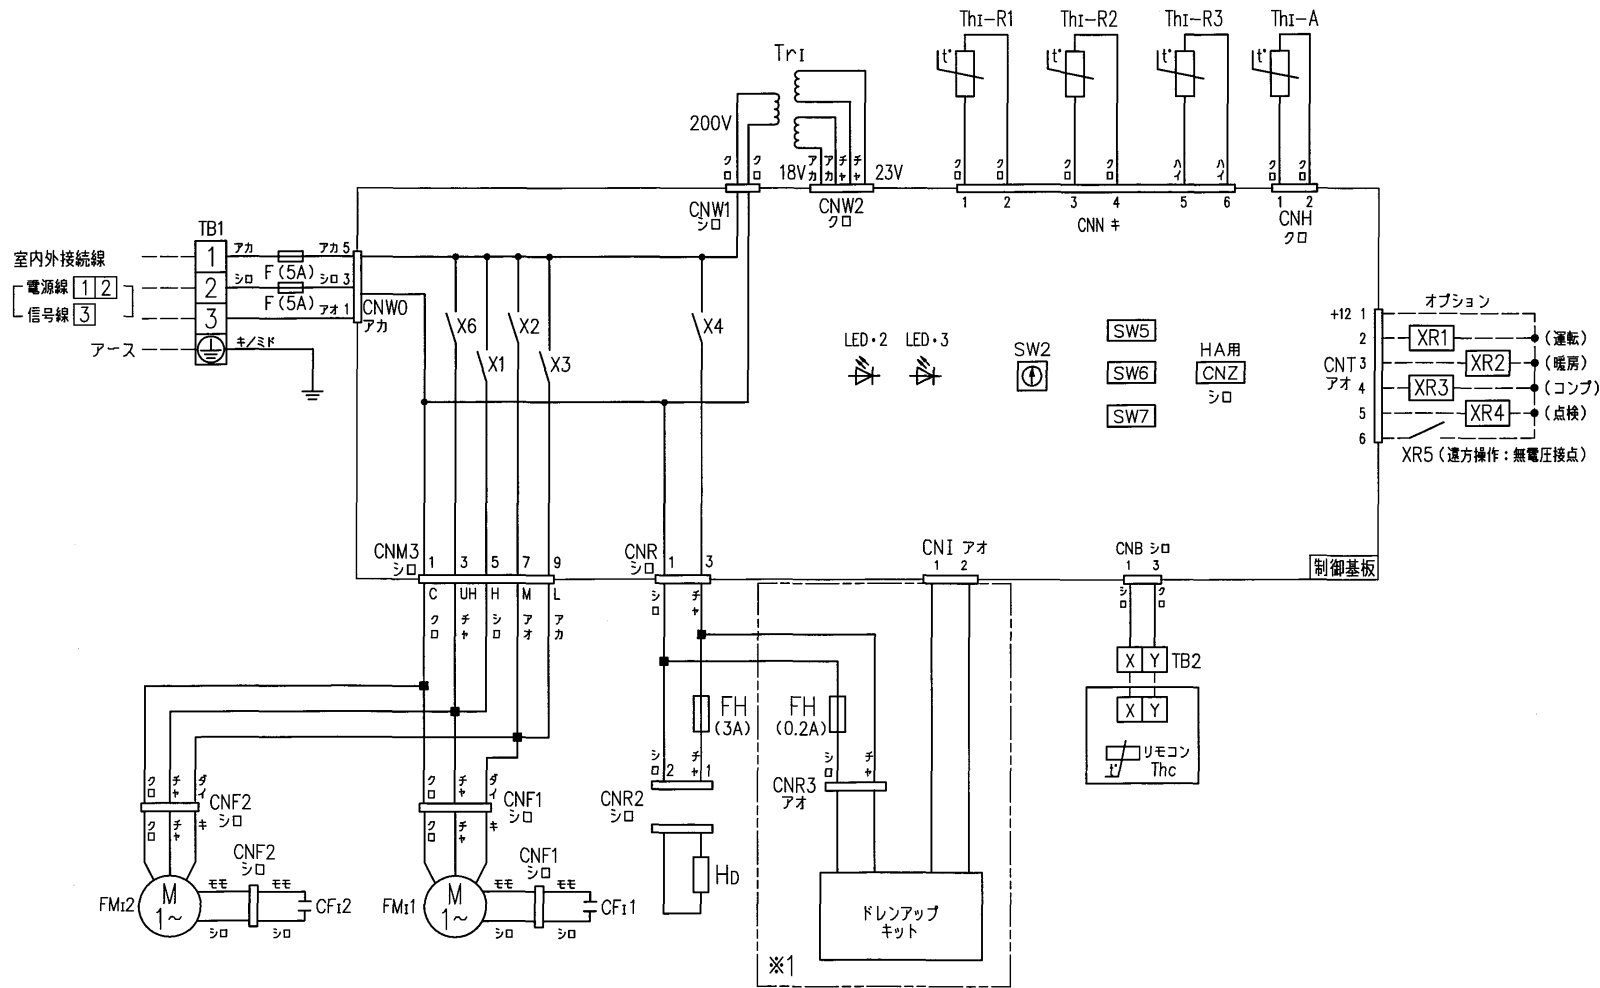 ThI-R1 ThI-R2 ThI-R3 ThI-A
TrI
t° t° t° t°
200V
クロ クロ 18V アカ アカ チャ チャ 23V クロ クロ クロ クロ ハイ ハイ クロ クロ
CNW1 シロ
CNW2 クロ
1 2 3 4 5 6
CNN キ
1 2
CNH クロ
TB1
室内外接続線
電源線 1 2
信号線 3
アース
1 アカ F(5A) アカ 5
2 シロ F(5A) シロ 3
3 アオ 1
キ/ミド
CNW0
アカ
X6 X2 X4
X1 X3
LED・2 LED・3
SW2
SW5
SW6
SW7
HA用
CNZ
シロ
オプション
+12 1
2 XR1 (運転)
CNT 3 XR2 (暖房)
アオ 4 XR3 (コンプ)
5 XR4 (点検)
6
XR5(遠方操作:無電圧接点)
制御基板
CNM3 シロ
1 3 5 7 9
C UH H M L
クロ チャ シロ アオ アカ
CNR シロ
1 3
シロ チャ
CNI アオ
1 2
CNB シロ
1 3
シロ クロ
X Y TB2
X Y
リモコン
t° Thc
FH
(3A)
FH
(0.2A)
シロ 2 チャ 1
シロ チャ
CNR2
シロ
CNR3
アオ
クロ チャ ダイ
CNF2
シロ
クロ チャ キ
クロ チャ ダイ
CNF1
シロ
クロ チャ キ
CNF2
シロ
CNF1
シロ
HD
FMI2 M 1~ モモ モモ CFI2
シロ シロ
FMI1 M 1~ モモ モモ CFI1
シロ シロ
ドレンアップ
キット
※1